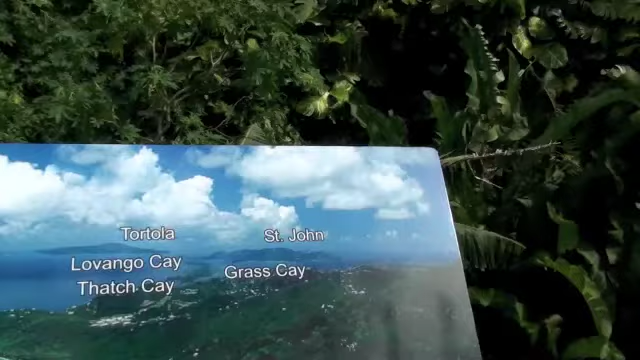 Tortola
St. John
Lovango Cay
Grass Cay
Thatch Cay